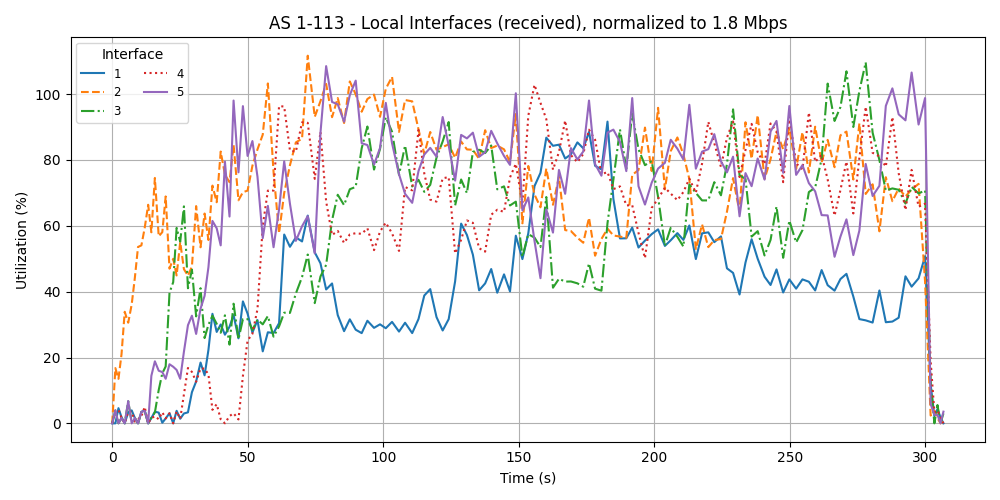 AS 1-113 - Local Interfaces (received), normalized to 1.8 Mbps
Interface
1
2
3
4
5
Utilization (%)
100
80
60
40
20
0
0 50 100 150 200 250 300
Time (s)